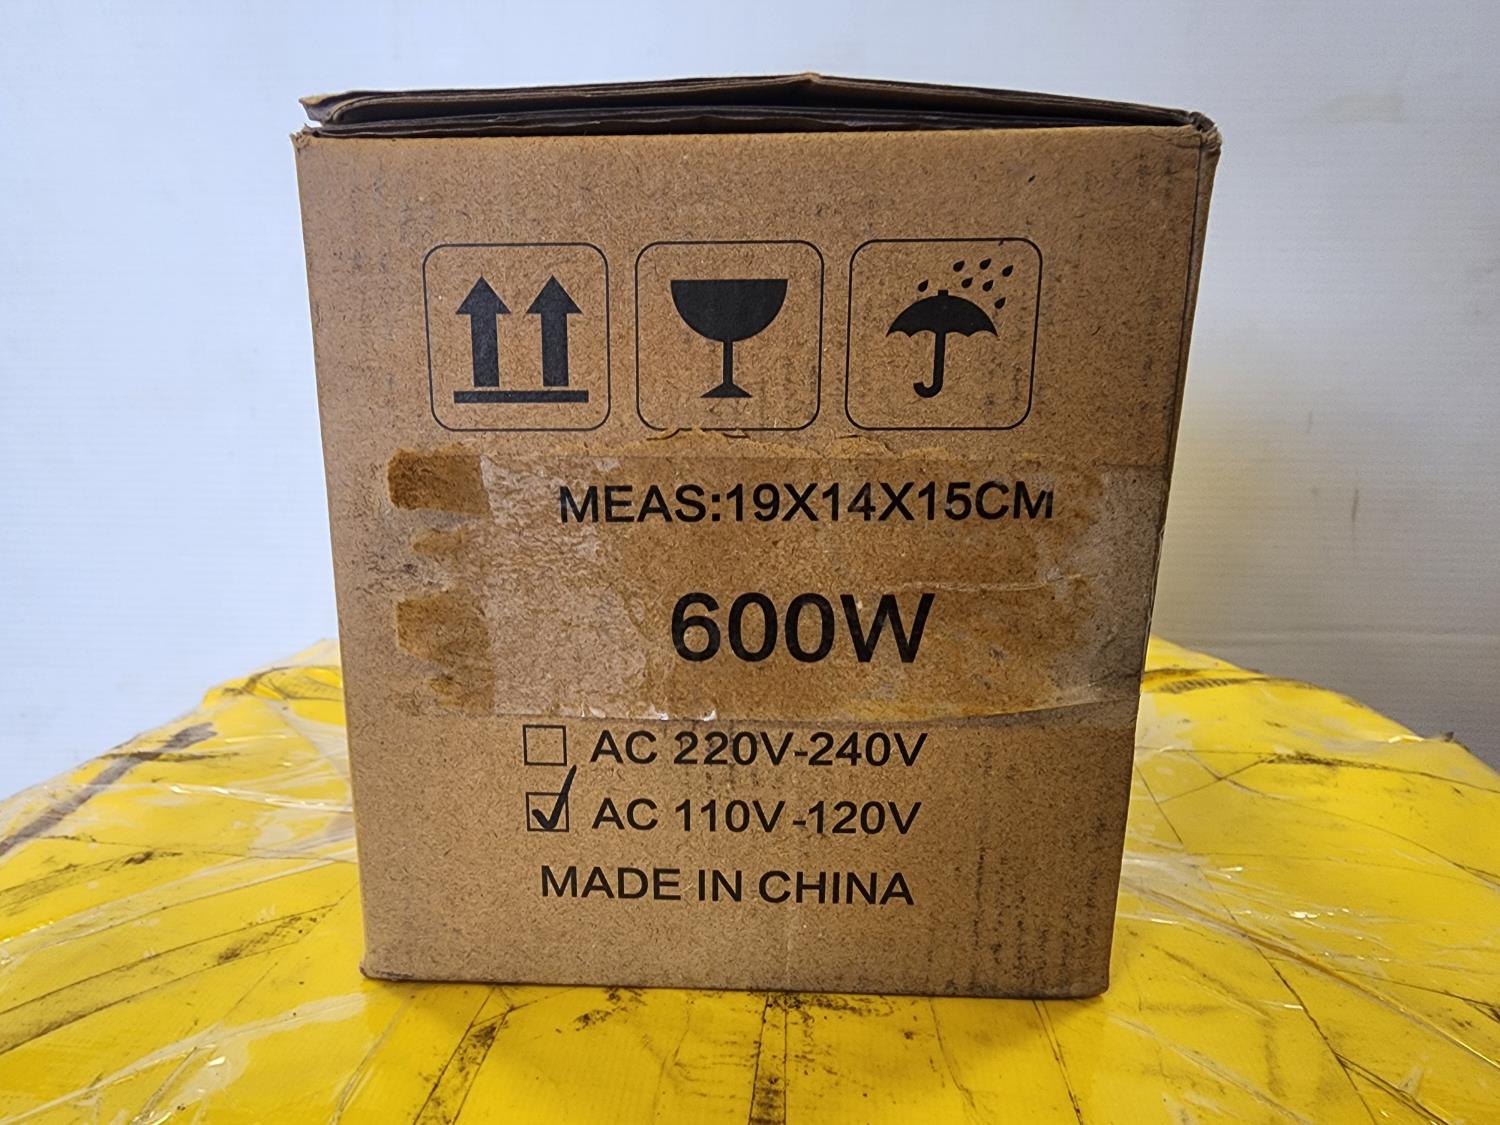 MEAS:19X14X15CM
600W
AC 220V-240V
AC 110V-120V
MADE IN CHINA